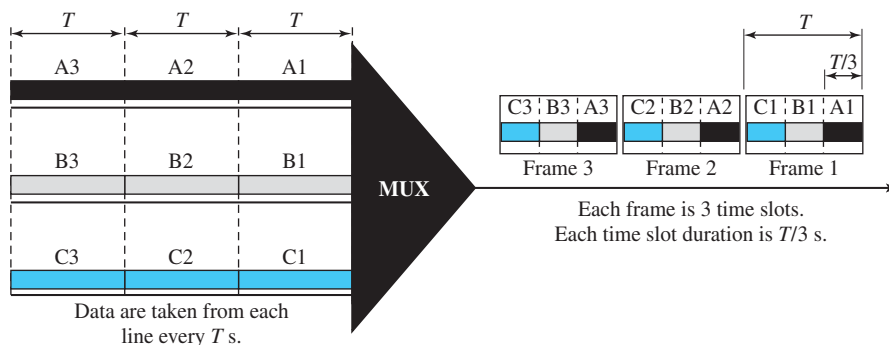 T T T
T
T/3
A3 A2 A1
C3 B3 A3 C2 B2 A2 C1 B1 A1
Frame 3 Frame 2 Frame 1
B3 B2 B1
MUX
Each frame is 3 time slots.
Each time slot duration is T/3 s.
C3 C2 C1
Data are taken from each
line every T s.